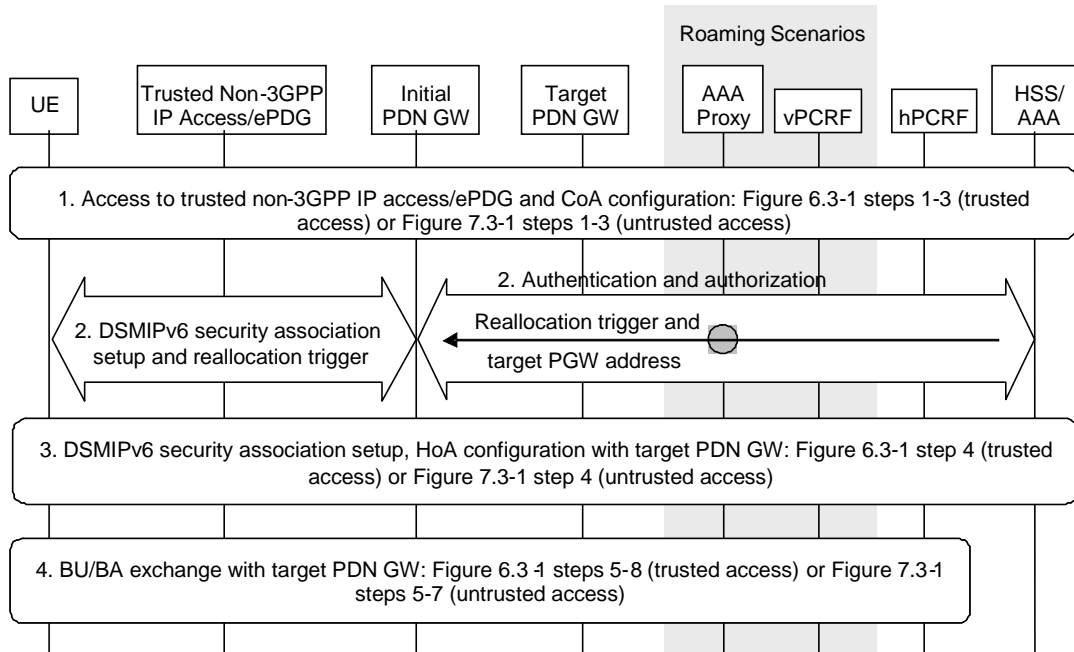 Roaming Scenarios
UE
Trusted Non-3GPP
IP Access/ePDG
Initial
PDN GW
Target
PDN GW
AAA
Proxy
vPCRF
hPCRF
HSS/
AAA
1. Access to trusted non-3GPP IP access/ePDG and CoA configuration: Figure 6.3-1 steps 1-3 (trusted
access) or Figure 7.3-1 steps 1-3 (untrusted access)
2. Authentication and authorization
2. DSMIPv6 security association
setup and reallocation trigger
Reallocation trigger and
target PGW address
3. DSMIPv6 security association setup, HoA configuration with target PDN GW: Figure 6.3-1 step 4 (trusted
access) or Figure 7.3-1 step 4 (untrusted access)
4. BU/BA exchange with target PDN GW: Figure 6.3-1 steps 5-8 (trusted access) or Figure 7.3-1
steps 5-7 (untrusted access)